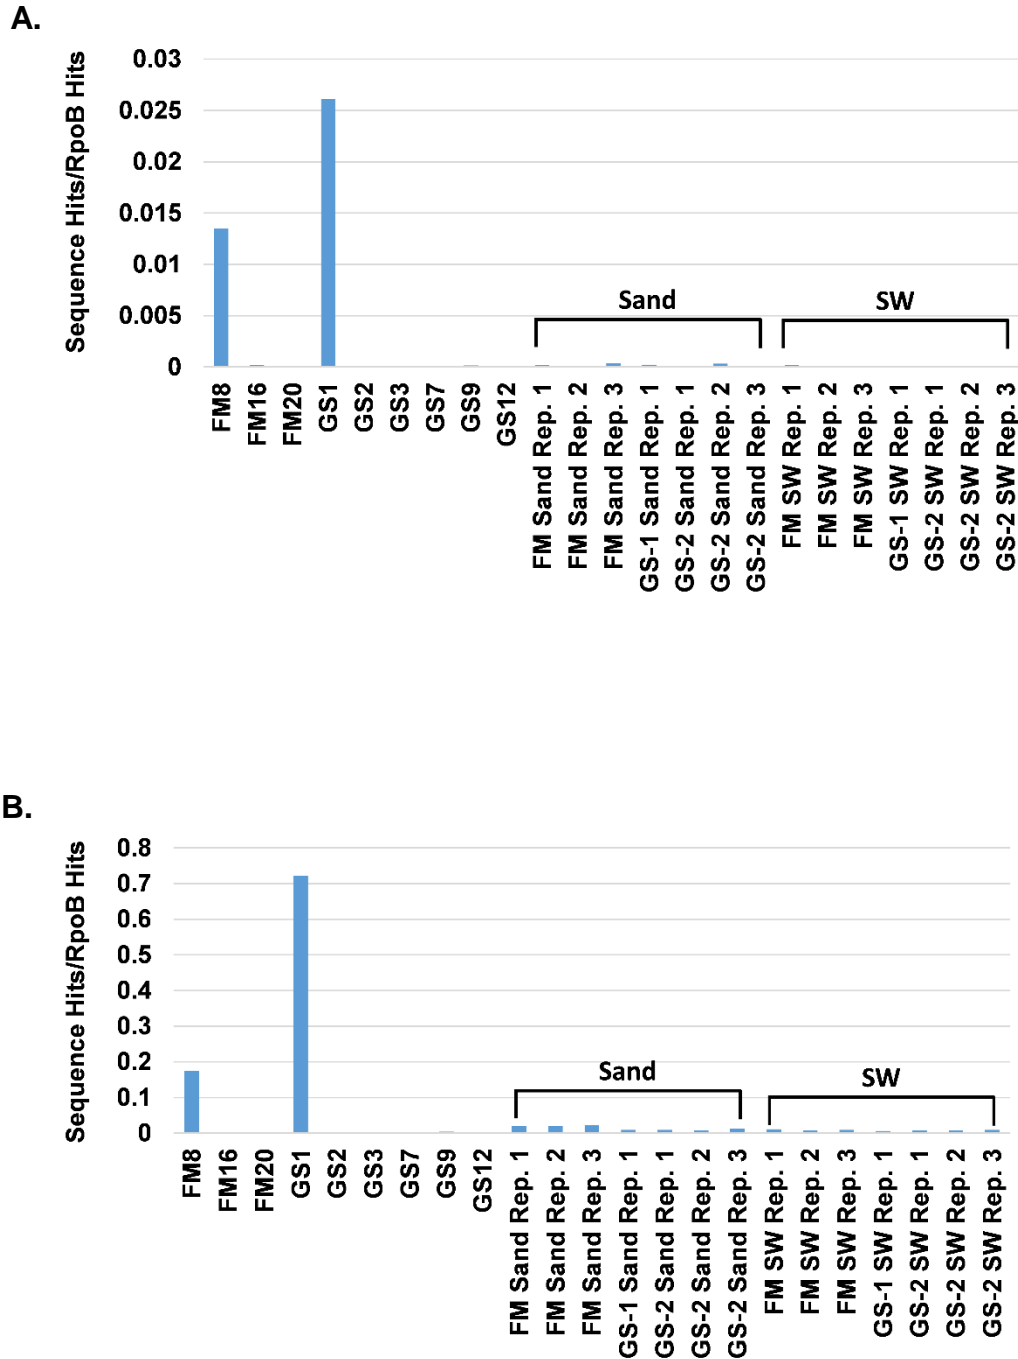 A.
Sequence Hits/RpoB Hits
0.03
0.025
0.02
0.015
0.01
0.005
0
Sand
SW
FM8
FM16
FM20
GS1
GS2
GS3
GS7
GS9
GS12
FM Sand Rep. 1
FM Sand Rep. 2
FM Sand Rep. 3
GS-1 Sand Rep. 1
GS-2 Sand Rep. 1
GS-2 Sand Rep. 2
GS-2 Sand Rep. 3
FM SW Rep. 1
FM SW Rep. 2
FM SW Rep. 3
GS-1 SW Rep. 1
GS-2 SW Rep. 1
GS-2 SW Rep. 2
GS-2 SW Rep. 3
B.
Sequence Hits/RpoB Hits
0.8
0.7
0.6
0.5
0.4
0.3
0.2
0.1
0
Sand
SW
FM8
FM16
FM20
GS1
GS2
GS3
GS7
GS9
GS12
FM Sand Rep. 1
FM Sand Rep. 2
FM Sand Rep. 3
GS-1 Sand Rep. 1
GS-2 Sand Rep. 1
GS-2 Sand Rep. 2
GS-2 Sand Rep. 3
FM SW Rep. 1
FM SW Rep. 2
FM SW Rep. 3
GS-1 SW Rep. 1
GS-2 SW Rep. 1
GS-2 SW Rep. 2
GS-2 SW Rep. 3